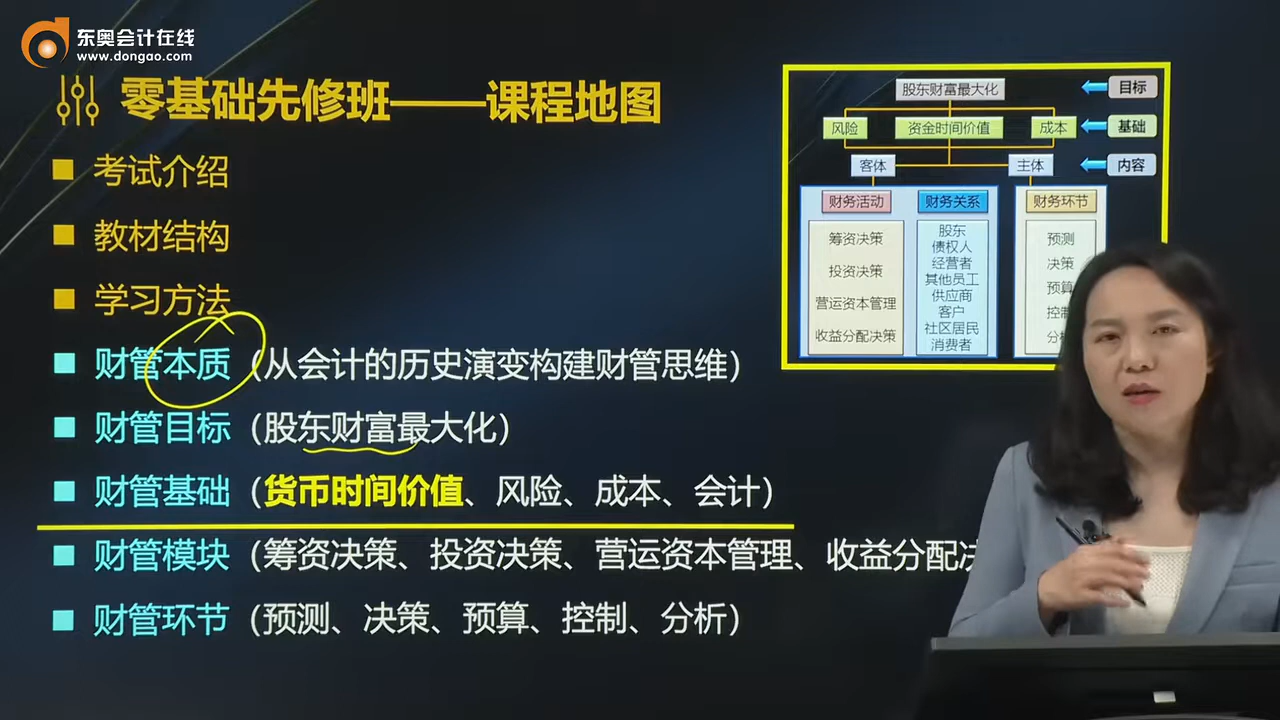 东奥会计在线
www.dongao.com
零基础先修班——课程地图
考试介绍
教材结构
学习方法
财管本质（从会计的历史演变构建财管思维）
财管目标（股东财富最大化）
财管基础（货币时间价值、风险、成本、会计）
财管模块（筹资决策、投资决策、营运资本管理、收益分配决
财管环节（预测、决策、预算、控制、分析）
股东财富最大化
目标
风险
资金时间价值
成本
基础
客体
主体
内容
财务活动
财务关系
财务环节
筹资决策
投资决策
营运资本管理
收益分配决策
股东
债权人
经营者
其他员工
供应商
客户
社区居民
消费者
预测
决策
预算